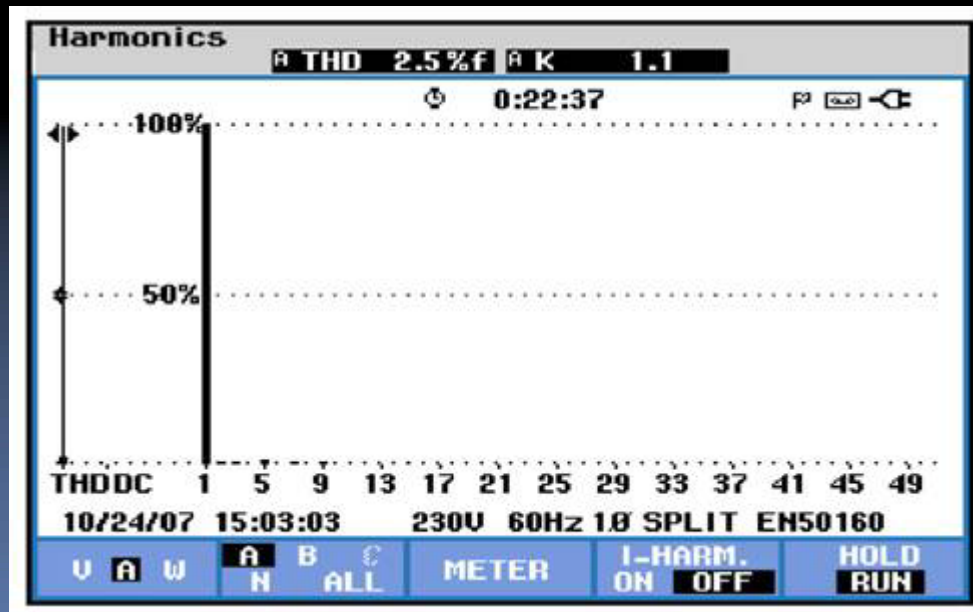 Harmonics
A THD 2.5%f A K 1.1
0:22:37
100%
50%
THDDC 1 5 9 13 17 21 25 29 33 37 41 45 49
10/24/07 15:03:03 230V 60Hz 1Ø SPLIT EN50160
V A W A B C N ALL METER I-HARM. ON OFF HOLD RUN